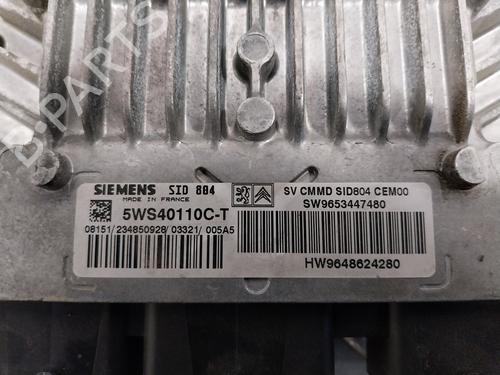 B-PARTS
SIEMENS SID 804
MADE IN FRANCE
5WS40110C-T
08151/234850928/03321/005A5
SV CMMD SID804 CEM00
SW9653447480
HW9648624280